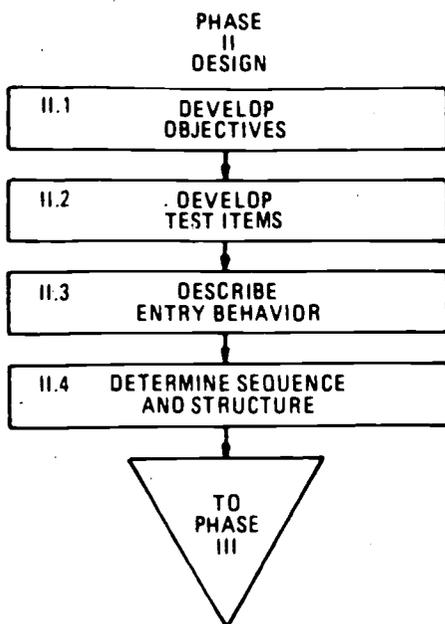 PHASE
II
DESIGN
II.1 DEVELOP
OBJECTIVES
II.2 DEVELOP
TEST ITEMS
II.3 DESCRIBE
ENTRY BEHAVIOR
II.4 DETERMINE SEQUENCE
AND STRUCTURE
TO
PHASE
III